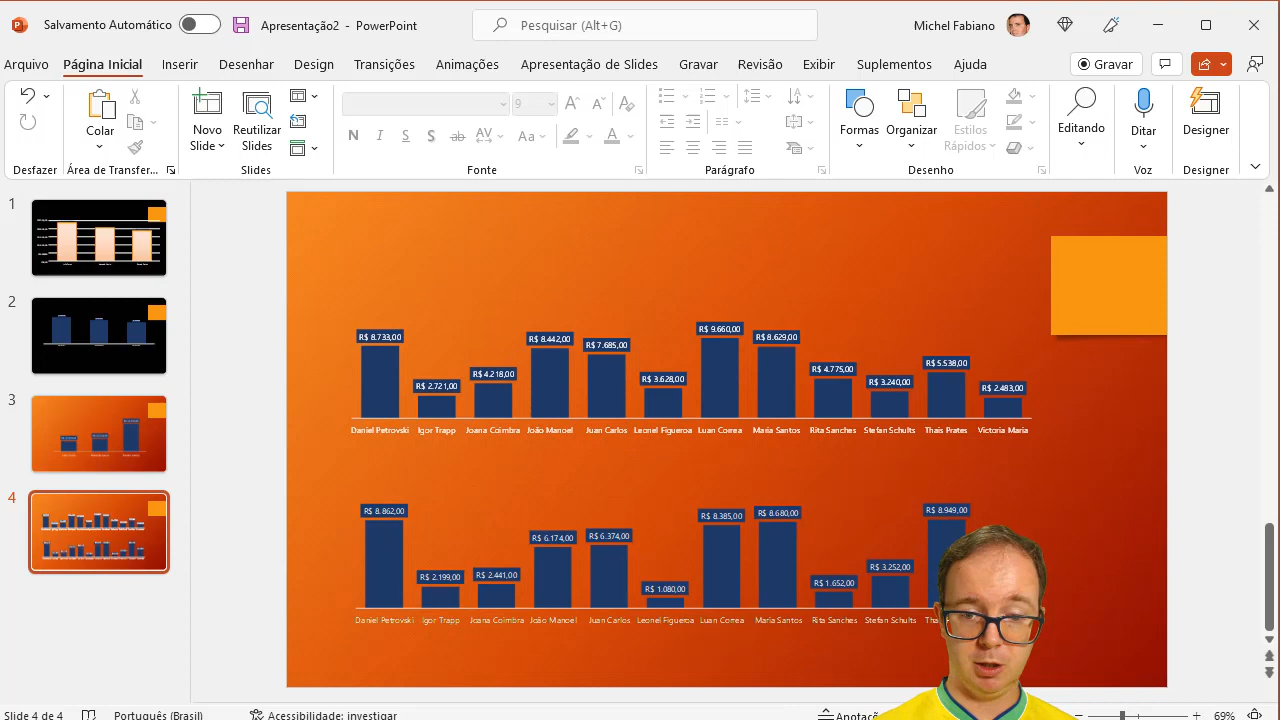 Salvamento Automático
Apresentação2 - PowerPoint
Pesquisar (Alt+G)
Michel Fabiano
Arquivo Página Inicial Inserir Desenhar Design Transições Animações Apresentação de Slides Gravar Revisão Exibir Suplementos Ajuda
Gravar
Colar
Novo Slide
Reutilizar Slides
9
N I S S ab AV Aa A
Formas
Organizar
Estilos Rápidos
Editando
Ditar
Designer
Desfazer Área de Transfer... Slides Fonte Parágrafo Desenho Voz Designer
1
2
3
4
R$ 8.733,00 R$ 2.721,00 R$ 4.218,00 R$ 8.442,00 R$ 7.685,00 R$ 3.628,00 R$ 9.660,00 R$ 8.629,00 R$ 4.775,00 R$ 3.240,00 R$ 5.538,00 R$ 2.483,00
Daniel Petrovski Igor Trapp Joana Coimbra João Manoel Juan Carlos Leonel Figueroa Luan Correa Maria Santos Rita Sanches Stefan Schults Thais Prates Victoria Maria
R$ 8.862,00 R$ 2.199,00 R$ 2.441,00 R$ 6.174,00 R$ 6.374,00 R$ 1.080,00 R$ 8.385,00 R$ 8.680,00 R$ 1.652,00 R$ 3.252,00 R$ 8.949,00
Daniel Petrovski Igor Trapp Joana Coimbra João Manoel Juan Carlos Leonel Figueroa Luan Correa Maria Santos Rita Sanches Stefan Schults
Slide 4 de 4 Português (Brasil) Acessibilidade: investigar
69%